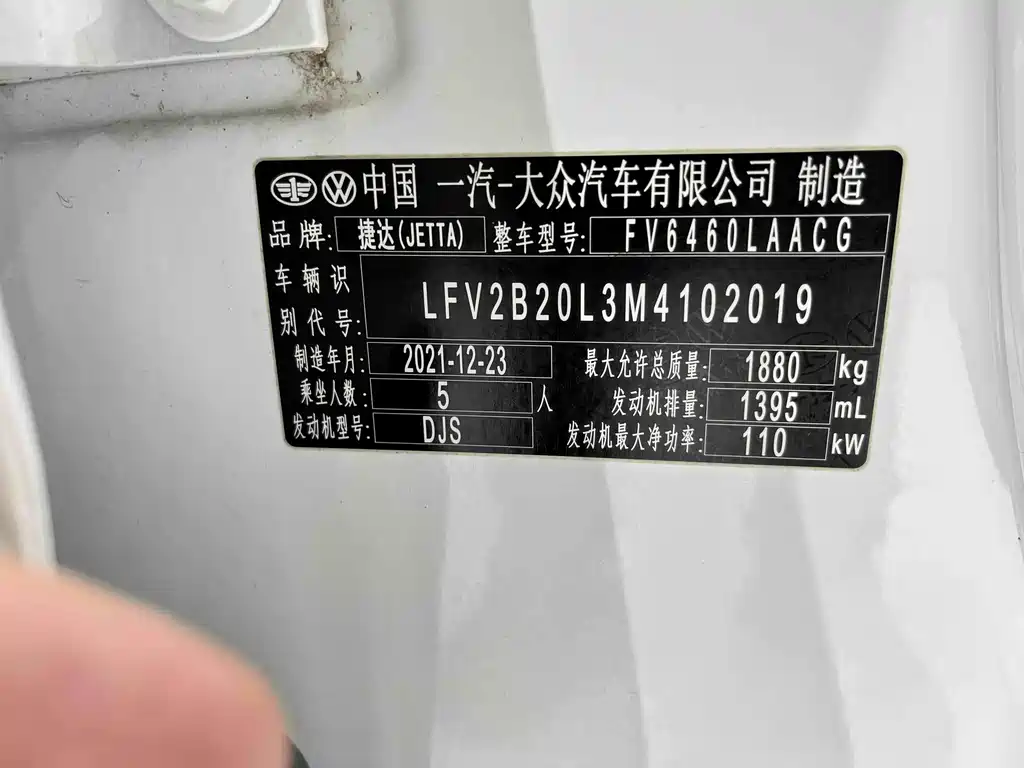 中国 一汽-大众汽车有限公司 制造
品牌: 捷达(JETTA) 整车型号: FV6460LAACG
车辆识别代号: LFV2B20L3M4102019
制造年月: 2021-12-23 最大允许总质量: 1880 kg
乘坐人数: 5 人 发动机排量: 1395 mL
发动机型号: DJS 发动机最大净功率: 110 kW